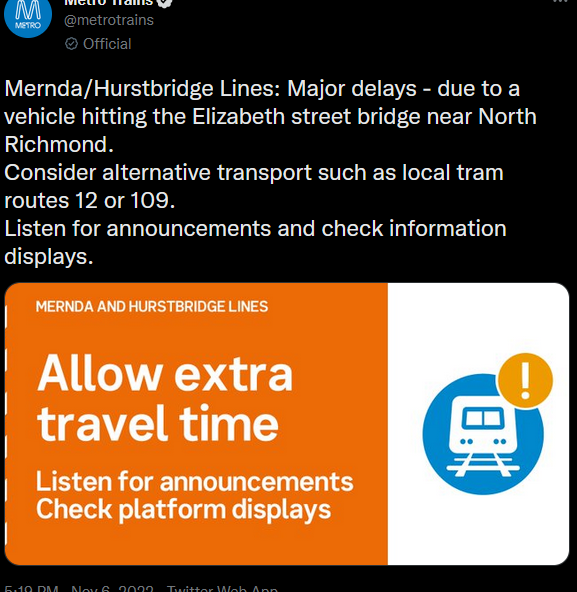 Metro Trains
METRO
@metrotrains
Official
Mernda/Hurstbridge Lines: Major delays - due to a
vehicle hitting the Elizabeth street bridge near North
Richmond.
Consider alternative transport such as local tram
routes 12 or 109.
Listen for announcements and check information
displays.
MERNDA AND HURSTBRIDGE LINES
Allow extra
travel time
Listen for announcements
Check platform displays
!
5:19 PM · Nov 6, 2022 · Twitter Web App